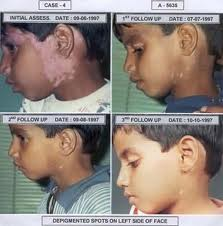 CASE - 4
A - 5635
INITIAL ASSESS. DATE : 09-06-1997
1ST FOLLOW UP DATE : 07-07-1997
2ND FOLLOW UP DATE : 09-08-1997
3RD FOLLOW UP DATE : 10-10-1997
DEPIGMENTED SPOTS ON LEFT SIDE OF FACE